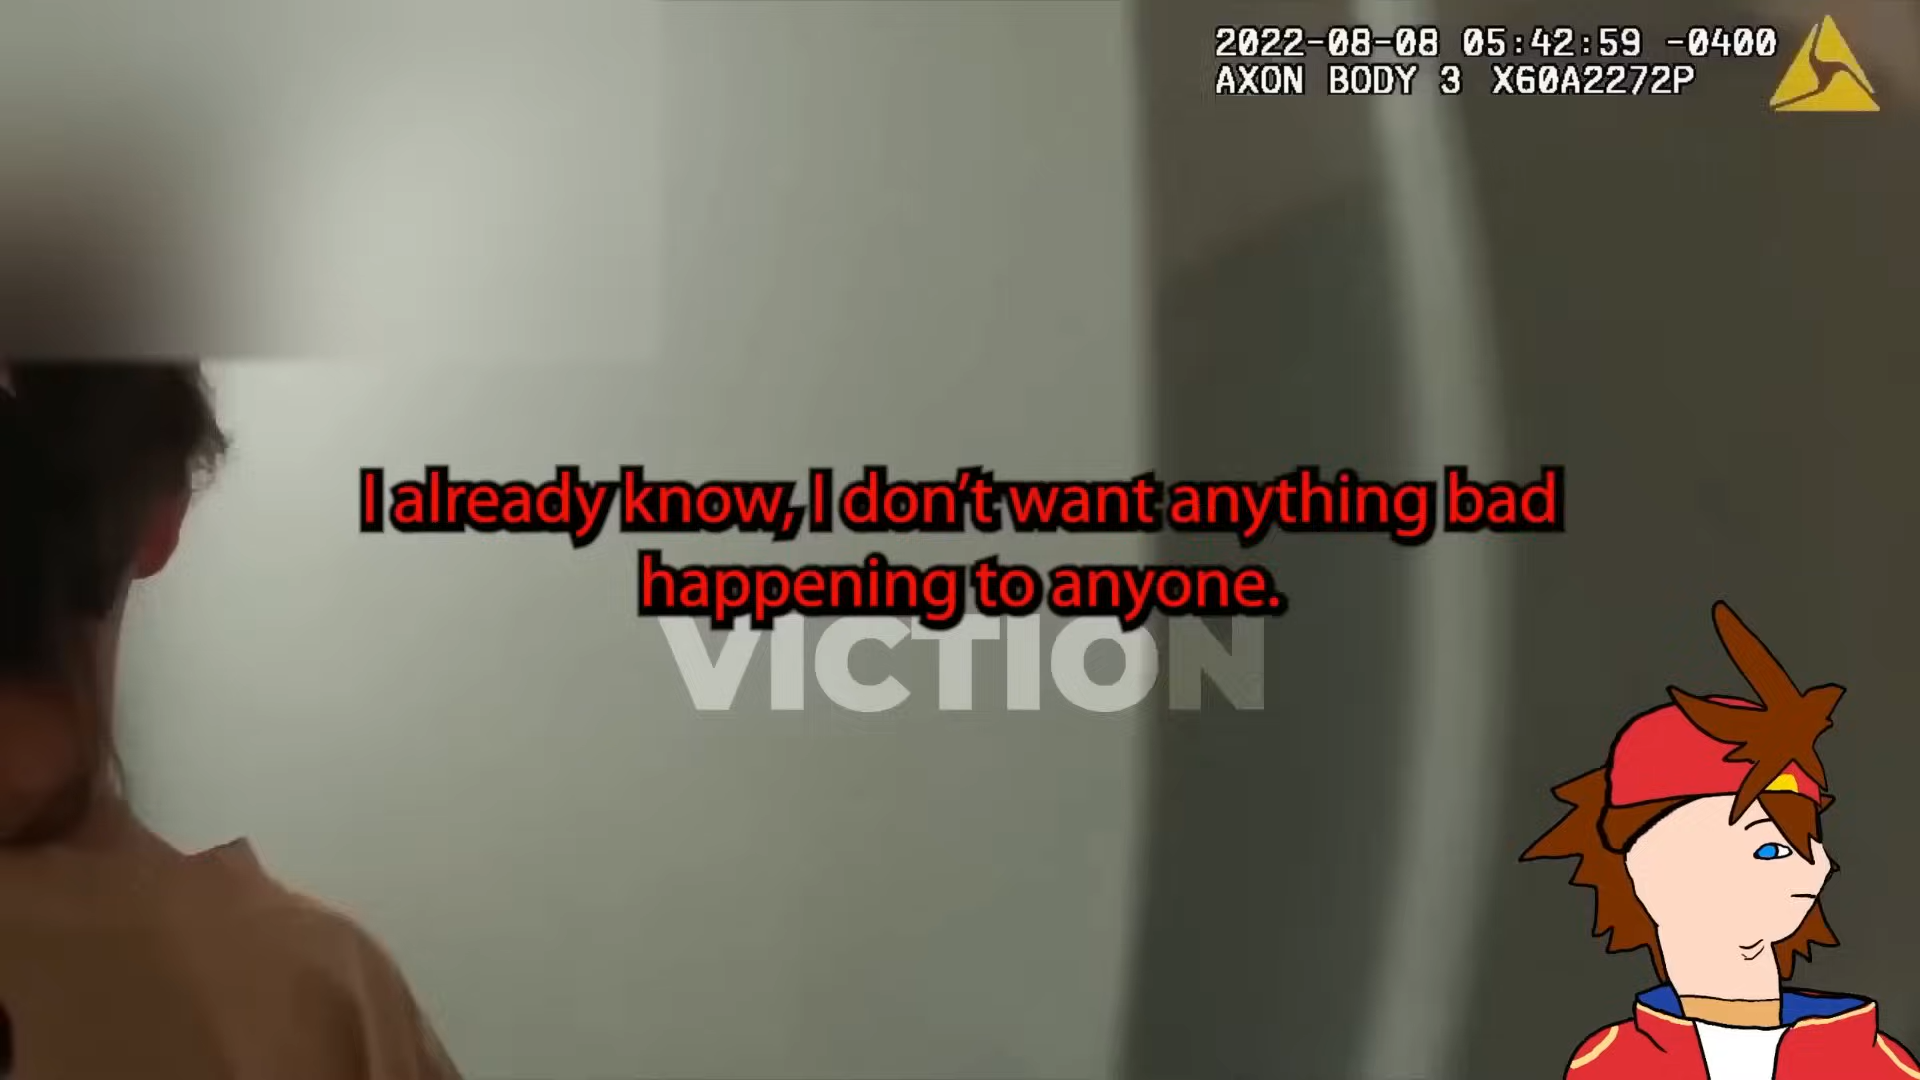 2022-08-08 05:42:59 -0400
AXON BODY 3 X60A2272P
I already know, I don't want anything bad
happening to anyone.
VICTION